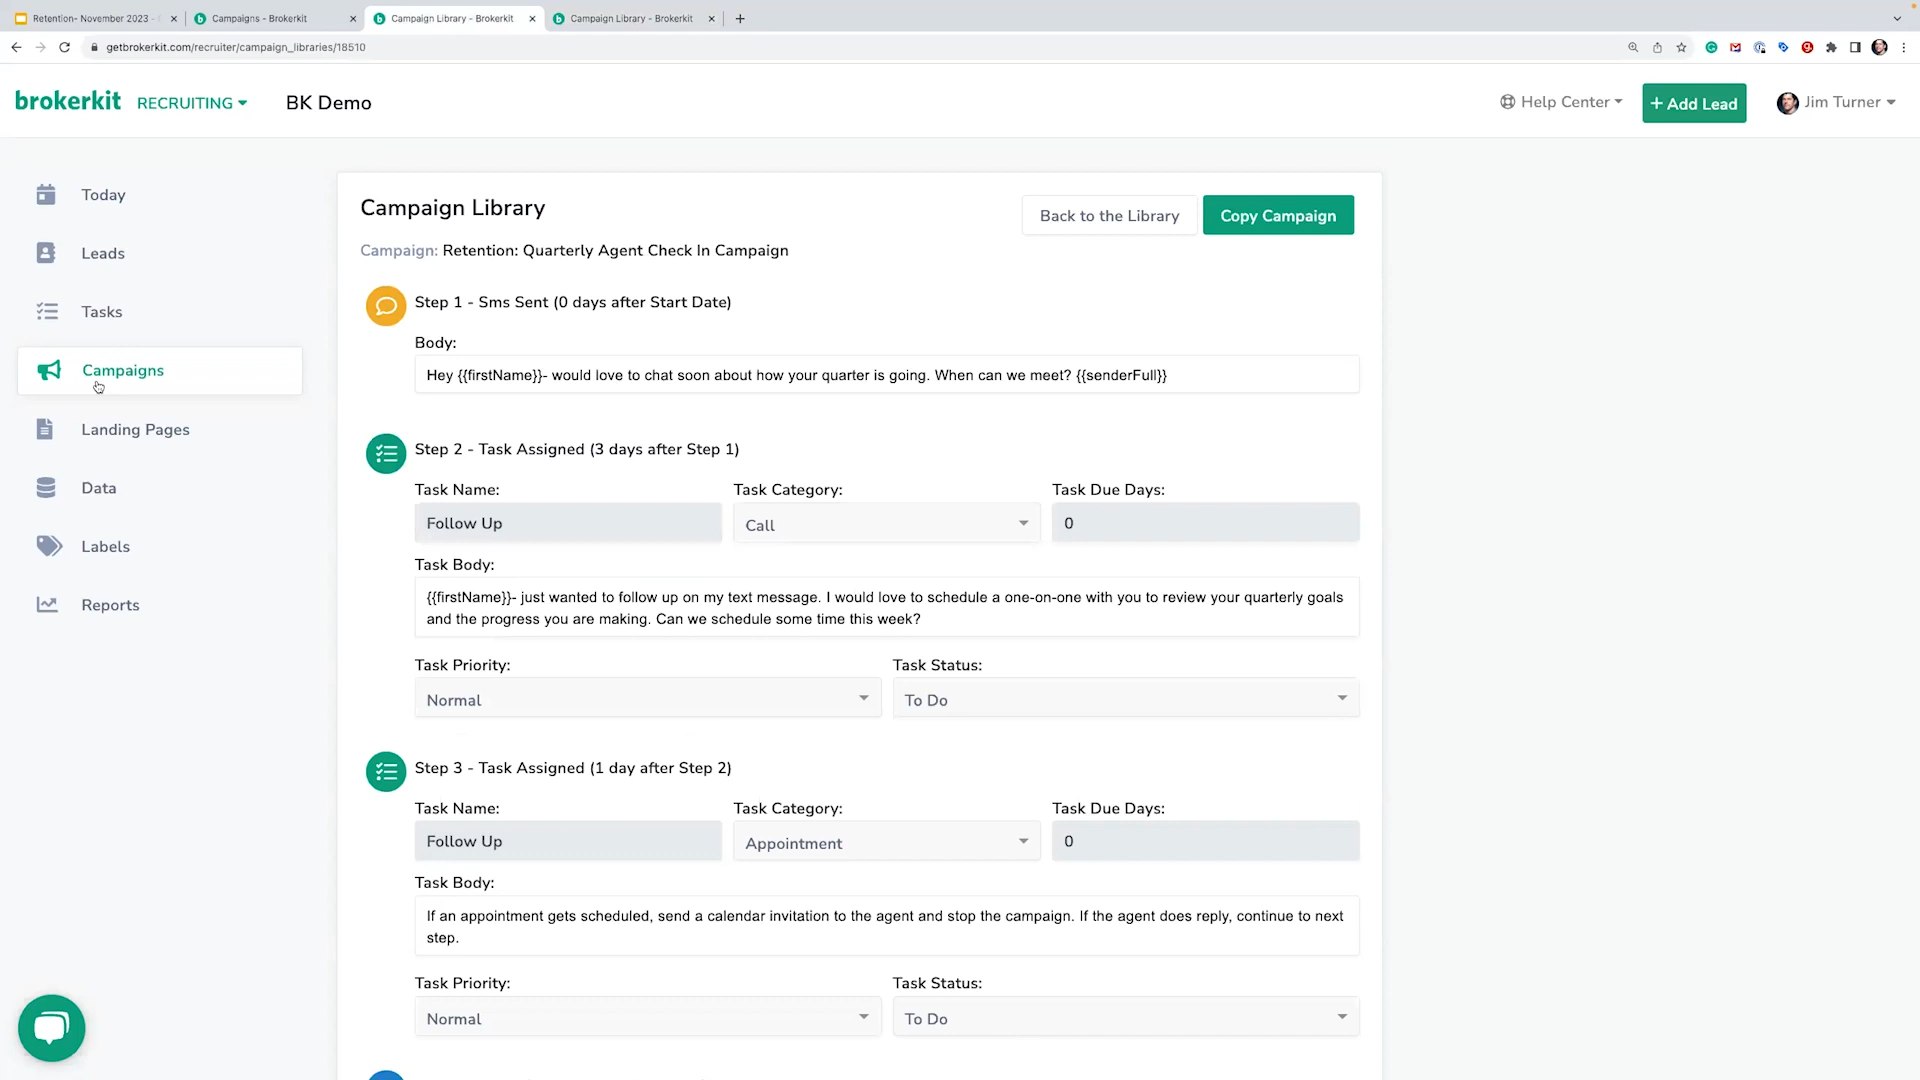 Retention- November 2023 -
Campaigns - Brokerkit
Campaign Library - Brokerkit
Campaign Library - Brokerkit
getbrokerkit.com/recruiter/campaign_libraries/18510
brokerkit
RECRUITING
BK Demo
Help Center
+ Add Lead
Jim Turner
Today
Leads
Tasks
Campaigns
Landing Pages
Data
Labels
Reports
Campaign Library
Back to the Library
Copy Campaign
Campaign: Retention: Quarterly Agent Check In Campaign
Step 1 - Sms Sent (0 days after Start Date)
Body:
Hey {{firstName}}- would love to chat soon about how your quarter is going. When can we meet? {{senderFull}}
Step 2 - Task Assigned (3 days after Step 1)
Task Name:
Task Category:
Task Due Days:
Follow Up
Call
0
Task Body:
{{firstName}}- just wanted to follow up on my text message. I would love to schedule a one-on-one with you to review your quarterly goals
and the progress you are making. Can we schedule some time this week?
Task Priority:
Task Status:
Normal
To Do
Step 3 - Task Assigned (1 day after Step 2)
Task Name:
Task Category:
Task Due Days:
Follow Up
Appointment
0
Task Body:
If an appointment gets scheduled, send a calendar invitation to the agent and stop the campaign. If the agent does reply, continue to next
step.
Task Priority:
Task Status:
Normal
To Do